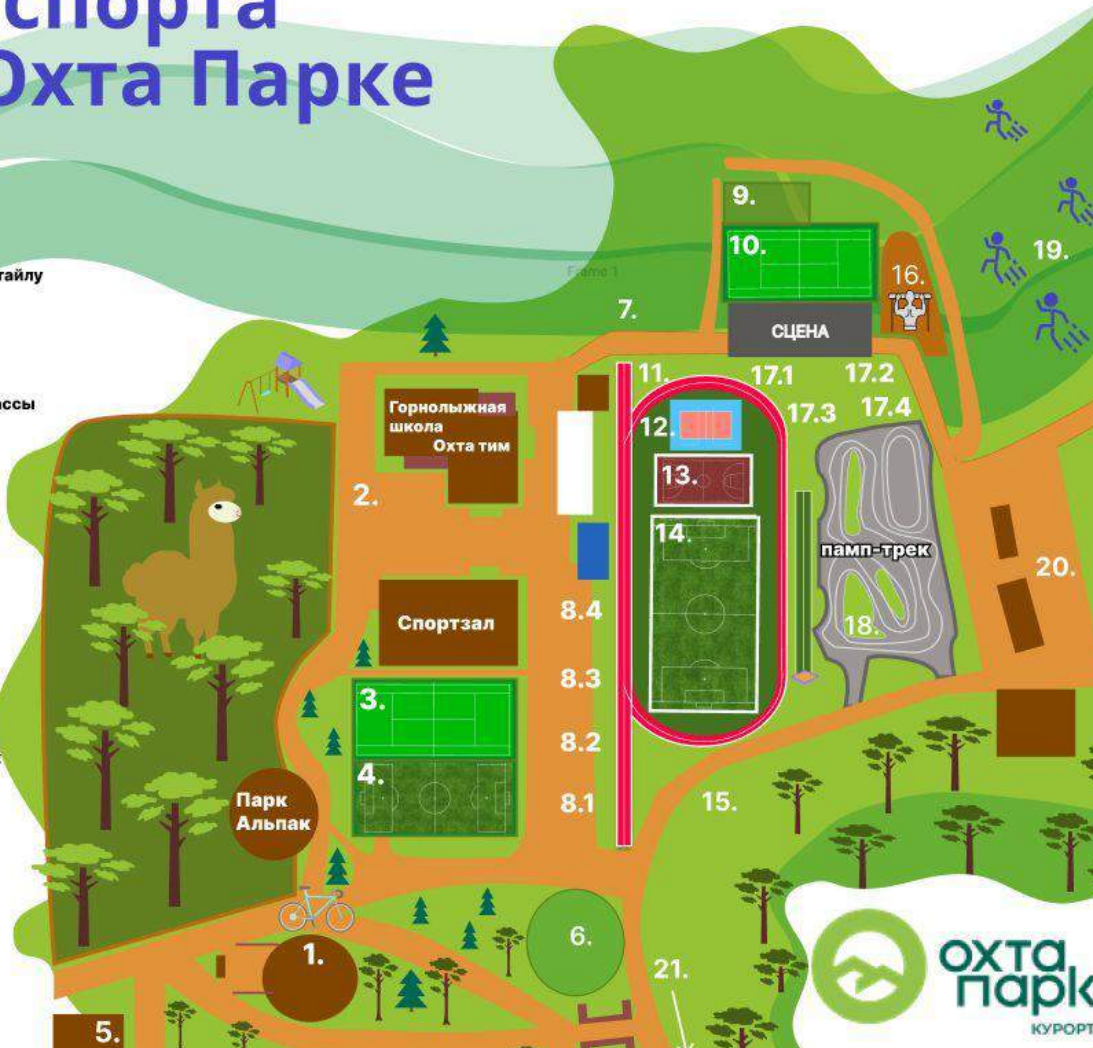 спорта
Охта Парке
тайлу
ассы
Frame 1
9.
10.
16.
19.
7.
СЦЕНА
11.
17.1
17.2
17.3
17.4
Горнолыжная
школа
Охта тим
12.
13.
2.
14.
памп-трек
20.
8.4
Спортзал
18.
8.3
3.
8.2
4.
8.1
15.
Парк
Альпак
1.
6.
21.
охта
парк
КУРОРТ
5.